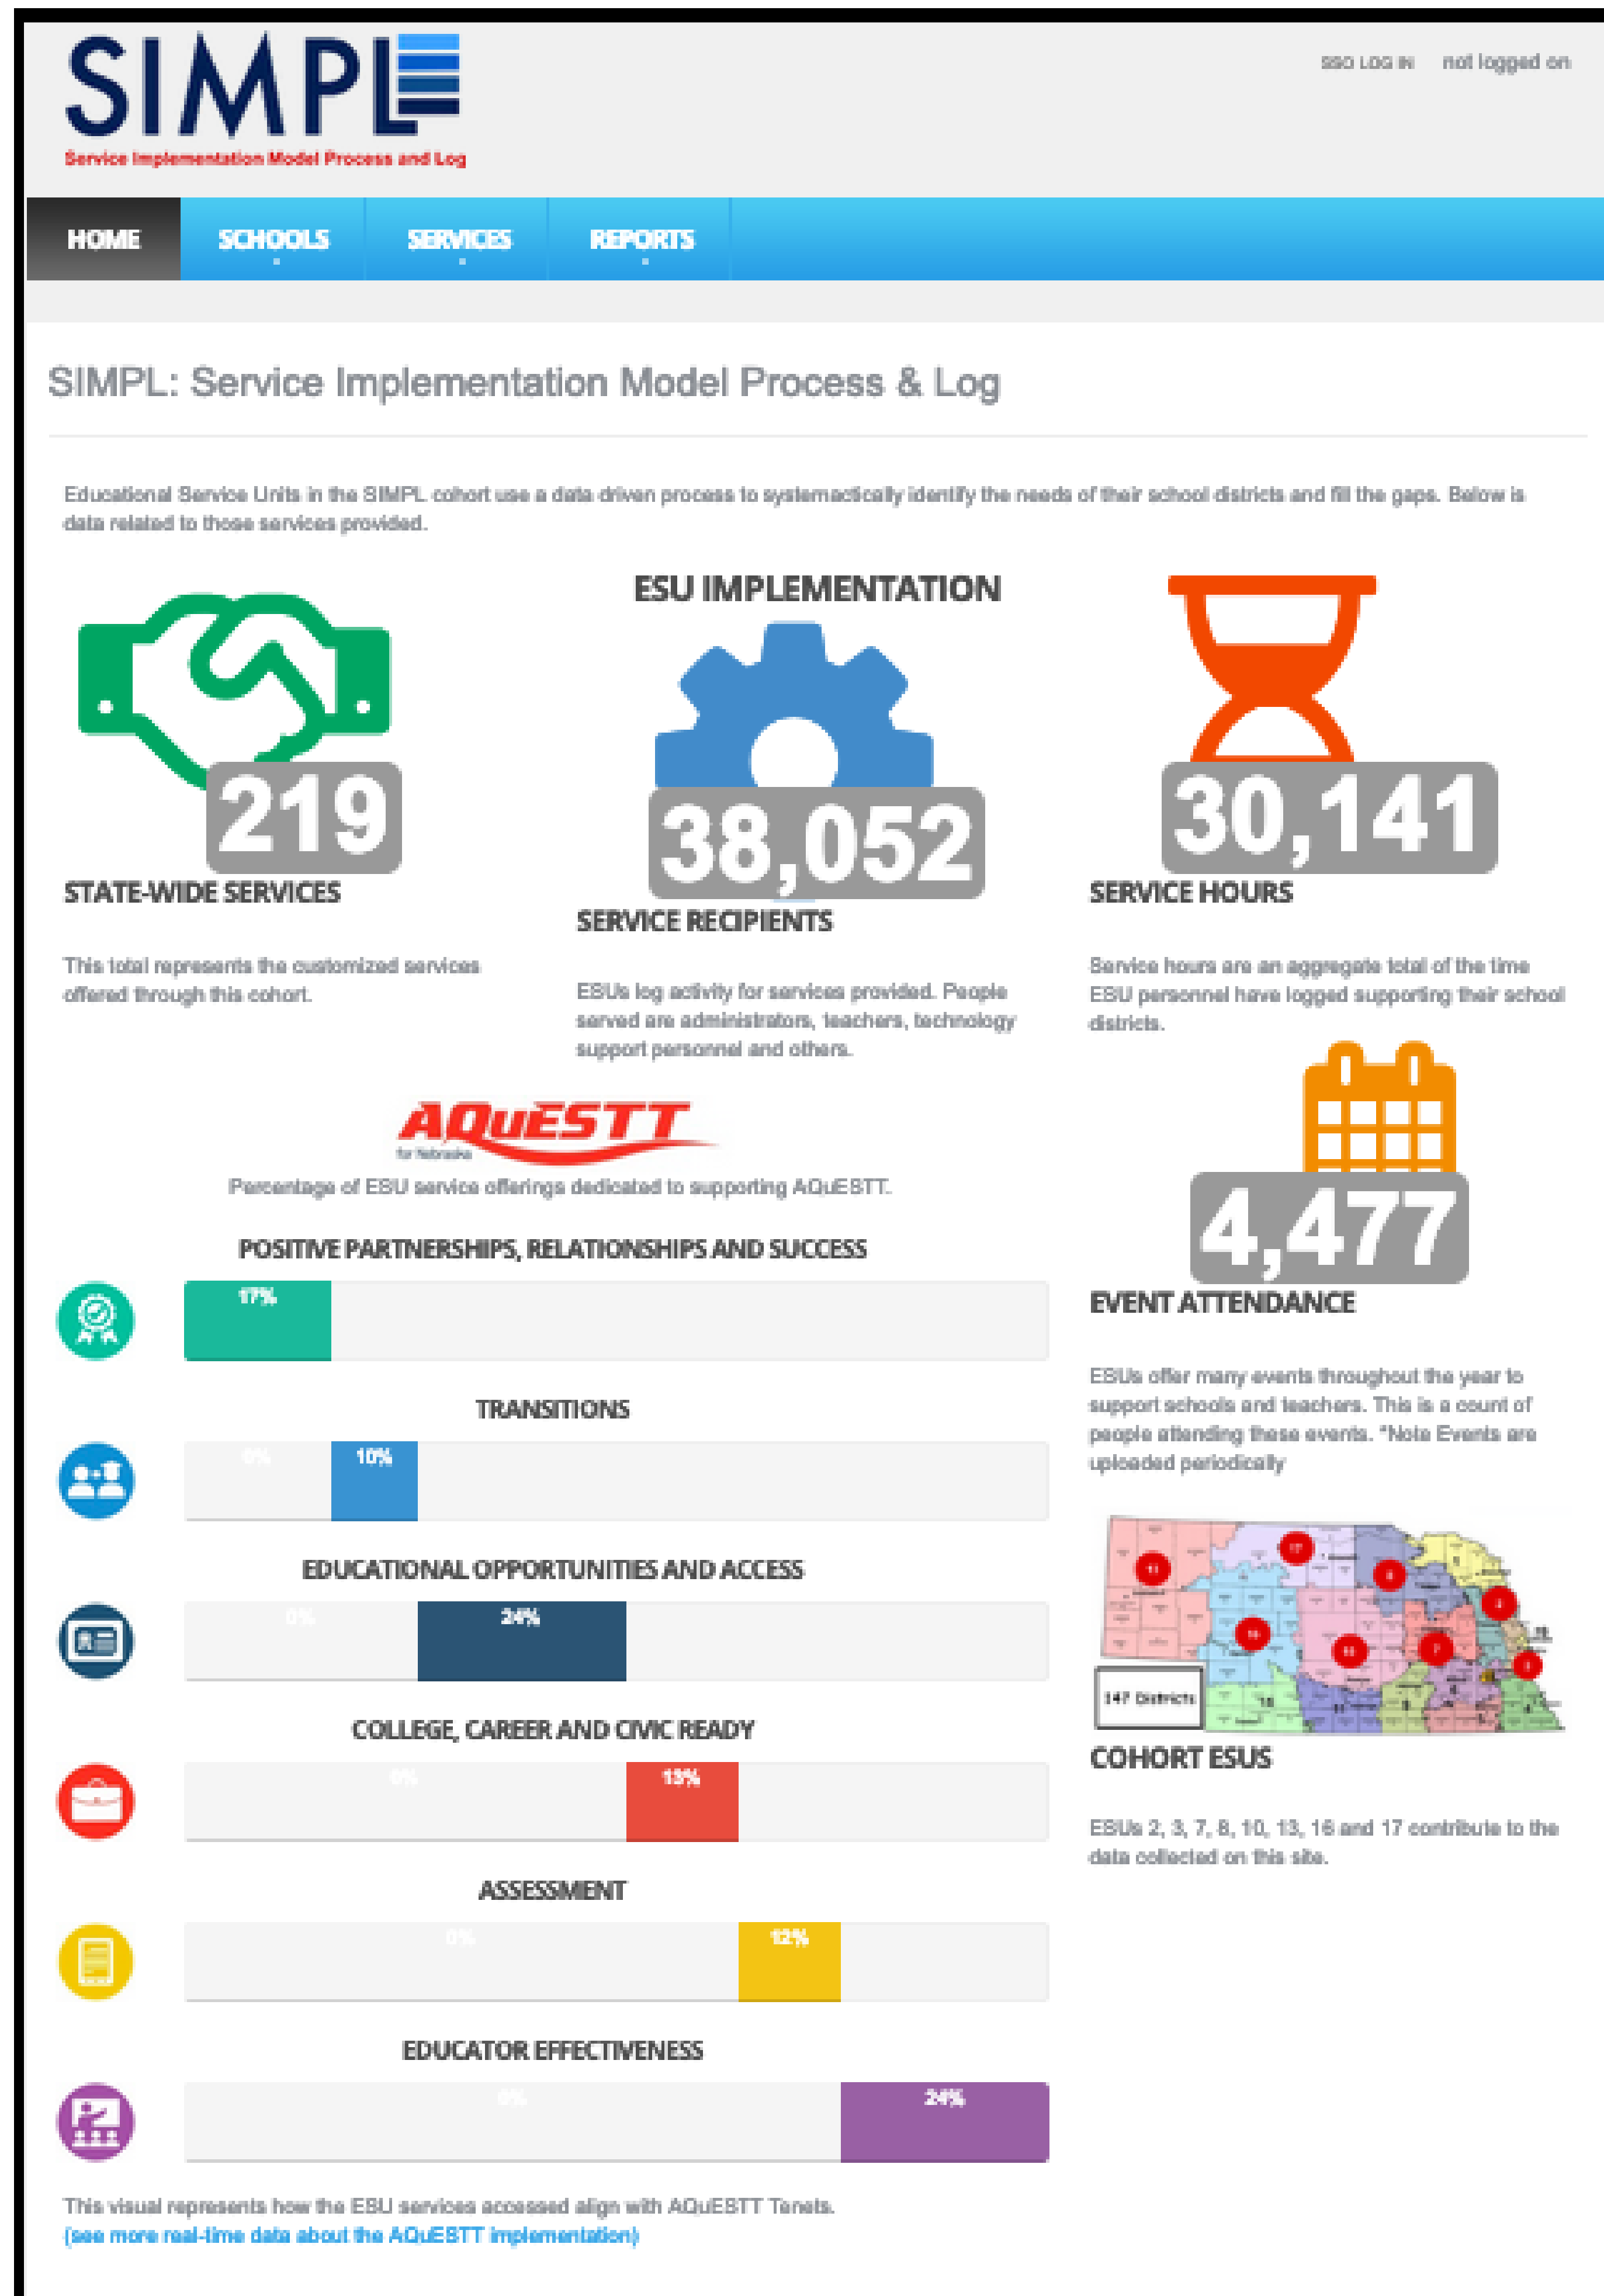 SIMPL
Service Implementation Model Process and Log
SSO LOG IN not logged on
HOME SCHOOLS SERVICES REPORTS
SIMPL: Service Implementation Model Process & Log
Educational Service Units in the SIMPL cohort use a data driven process to systemactically identify the needs of their school districts and fill the gaps. Below is
data related to those services provided.
219
STATE-WIDE SERVICES
This total represents the customized services
offered through this cohort.
ESU IMPLEMENTATION
38,052
SERVICE RECIPIENTS
ESUs log activity for services provided. People
served are administrators, teachers, technology
support personnel and others.
30,141
SERVICE HOURS
Service hours are an aggregate total of the time
ESU personnel have logged supporting their school
districts.
AQuESTT
for Nebraska
Percentage of ESU service offerings dedicated to supporting AQuESTT.
POSITIVE PARTNERSHIPS, RELATIONSHIPS AND SUCCESS
17%
TRANSITIONS
0% 10%
EDUCATIONAL OPPORTUNITIES AND ACCESS
0% 24%
COLLEGE, CAREER AND CIVIC READY
0% 13%
ASSESSMENT
0% 12%
EDUCATOR EFFECTIVENESS
0% 24%
This visual represents how the ESU services accessed align with AQuESTT Tenets.
(see more real-time data about the AQuESTT implementation)
4,477
EVENT ATTENDANCE
ESUs offer many events throughout the year to
support schools and teachers. This is a count of
people attending these events. *Note Events are
uploaded periodically
147 Districts
COHORT ESUS
ESUs 2, 3, 7, 8, 10, 13, 16 and 17 contribute to the
data collected on this site.